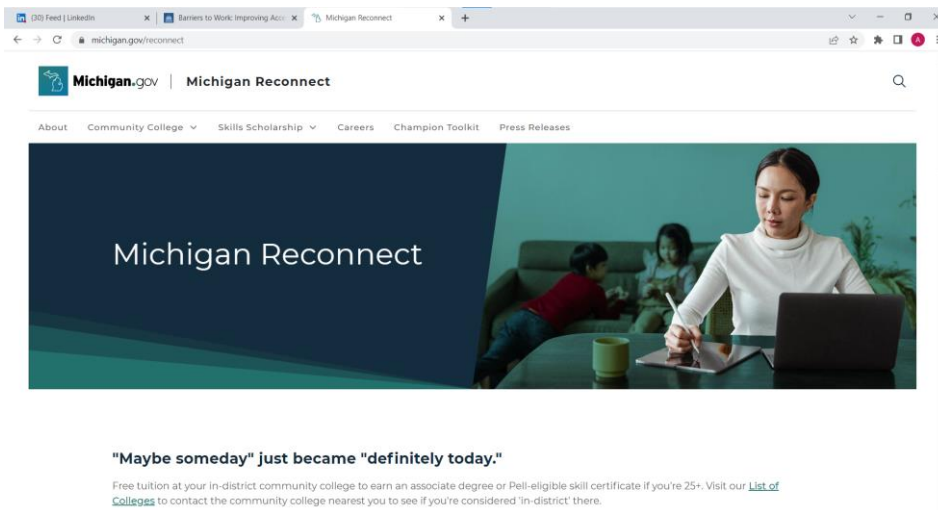 (30) Feed | LinkedIn
Barriers to Work: Improving Acc
Michigan Reconnect
michigan.gov/reconnect
A
Michigan.gov | Michigan Reconnect
About Community College Skills Scholarship Careers Champion Toolkit Press Releases
Michigan Reconnect
"Maybe someday" just became "definitely today."
Free tuition at your in-district community college to earn an associate degree or Pell-eligible skill certificate if you're 25+. Visit our List of
Colleges to contact the community college nearest you to see if you're considered 'in-district' there.